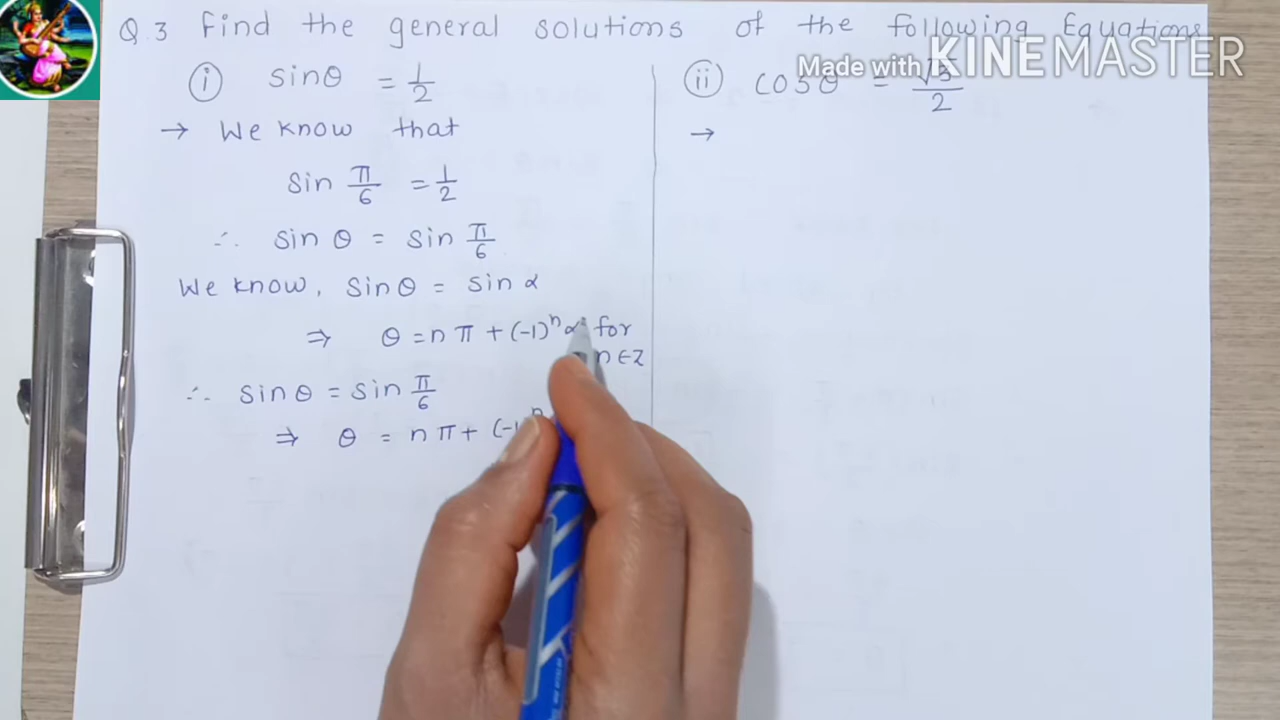 Q.3 Find the general solutions of the following Equations
Made with KINEMASTER
(i) sinθ = 1/2
→ We know that
sin π/6 = 1/2
∴ sin θ = sin π/6
We know, sinθ = sin α
⇒ θ = n π + (-1)^n α for
n ∈ Z
∴ sin θ = sin π/6
⇒ θ = n π + (-1
(ii) cosθ = √3/2
→